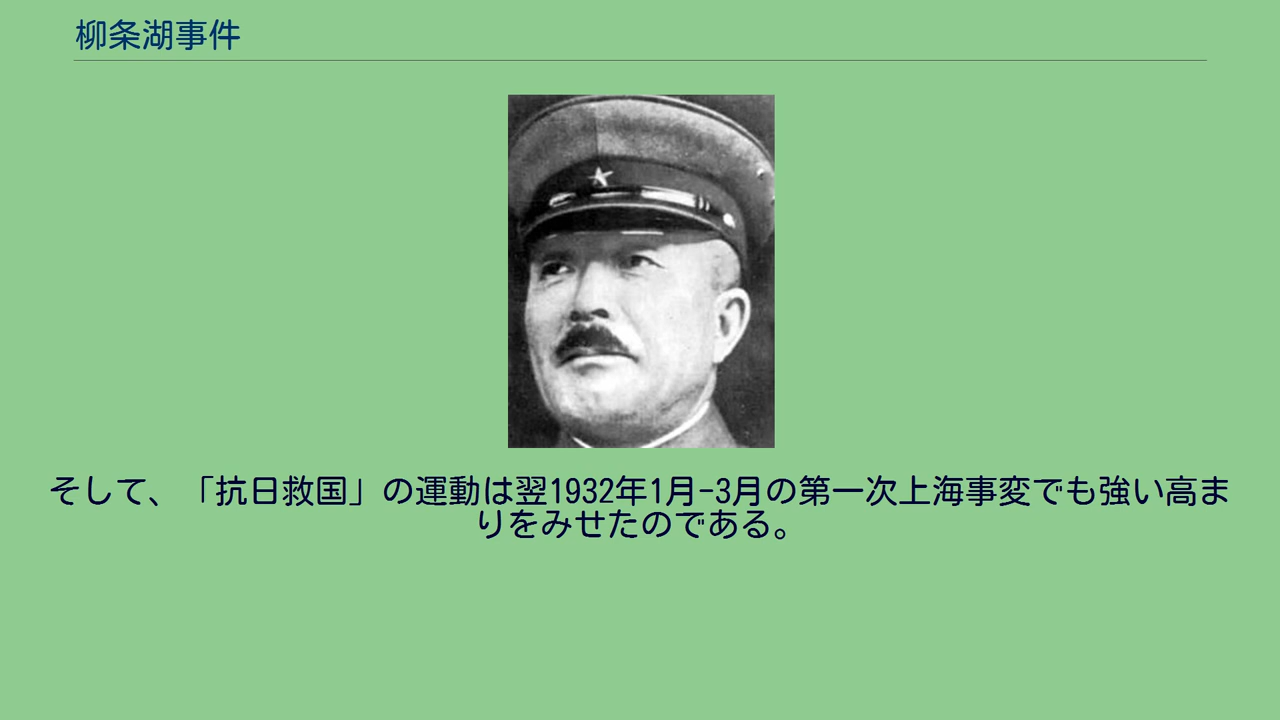 柳条湖事件
そして、「抗日救国」の運動は翌1932年1月-3月の第一次上海事変でも強い高ま
りをみせたのである。